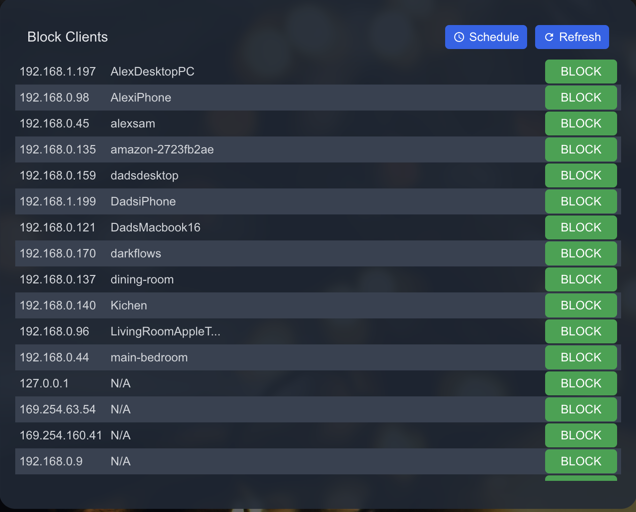 Block Clients Schedule Refresh
192.168.1.197 AlexDesktopPC BLOCK
192.168.0.98 AlexiPhone BLOCK
192.168.0.45 alexsam BLOCK
192.168.0.135 amazon-2723fb2ae BLOCK
192.168.0.159 dadsdesktop BLOCK
192.168.1.199 DadsiPhone BLOCK
192.168.0.121 DadsMacbook16 BLOCK
192.168.0.170 darkflows BLOCK
192.168.0.137 dining-room BLOCK
192.168.0.140 Kichen BLOCK
192.168.0.96 LivingRoomAppleT... BLOCK
192.168.0.44 main-bedroom BLOCK
127.0.0.1 N/A BLOCK
169.254.63.54 N/A BLOCK
169.254.160.41 N/A BLOCK
192.168.0.9 N/A BLOCK